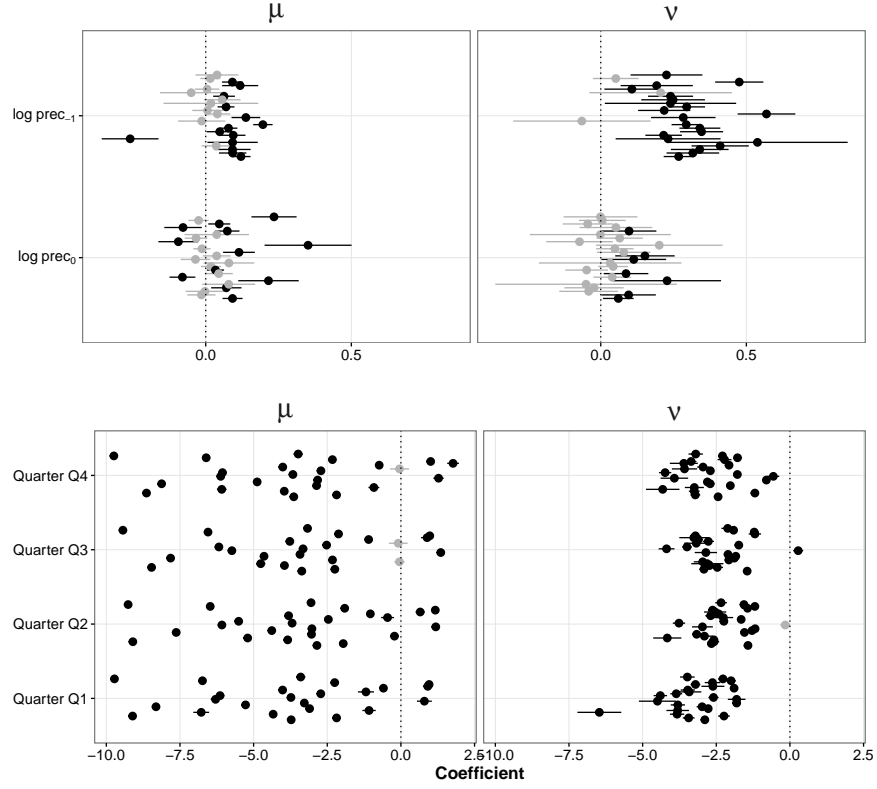 μ ν
log prec₋₁
log prec₀
0.0 0.5 0.0 0.5
μ ν
Quarter Q4
Quarter Q3
Quarter Q2
Quarter Q1
−10.0 −7.5 −5.0 −2.5 0.0 2.5 −10.0 −7.5 −5.0 −2.5 0.0 2.5
Coefficient